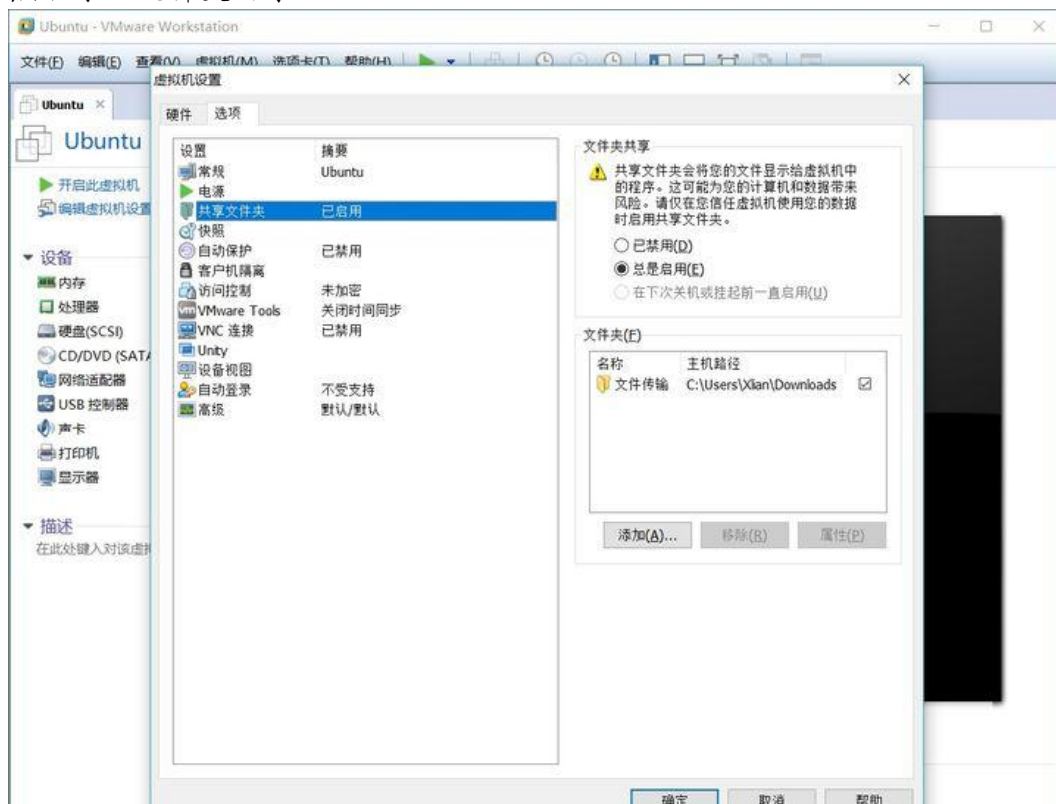 Ubuntu - VMware Workstation
文件(F) 编辑(E) 查看(V) 虚拟机(M) 选项卡(T) 帮助(H)
Ubuntu
Ubuntu
开启此虚拟机
编辑虚拟机设置
设备
内存
处理器
硬盘(SCSI)
CD/DVD (SATA
网络适配器
USB 控制器
声卡
打印机
显示器
描述
在此处键入对该虚拟
虚拟机设置
硬件 选项
设置 摘要
常规 Ubuntu
电源
共享文件夹 已启用
快照
自动保护 已禁用
客户机隔离
访问控制 未加密
VMware Tools 关闭时间同步
VNC 连接 已禁用
Unity
设备视图
自动登录 不受支持
高级 默认/默认
文件夹共享
共享文件夹会将您的文件显示给虚拟机中
的程序。这可能为您的计算机和数据带来
风险。请仅在您信任虚拟机使用您的数据
时启用共享文件夹。
已禁用(D)
总是启用(E)
在下次关机或挂起前一直启用(U)
文件夹(F)
名称 主机路径
文件传输 C:\Users\Xian\Downloads
添加(A)... 移除(R) 属性(P)
确定 取消 帮助